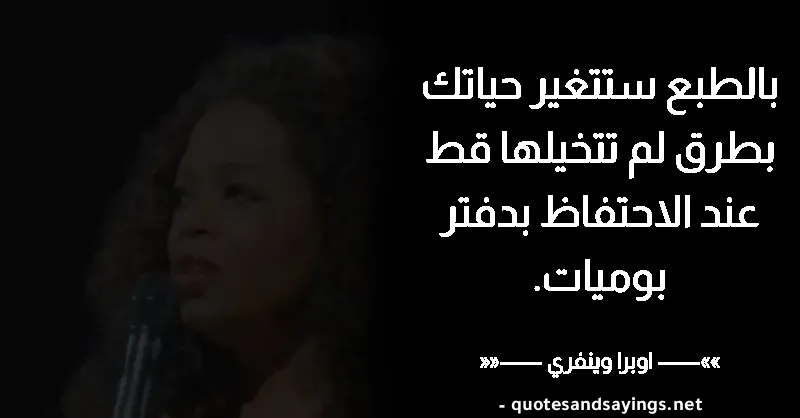 بالطبع ستتغير حياتك
بطرق لم تتخيلها قط
عند الاحتفاظ بدفتر
بوميات.
»»—— اوبرا وينفري ——««
- quotesandsayings.net